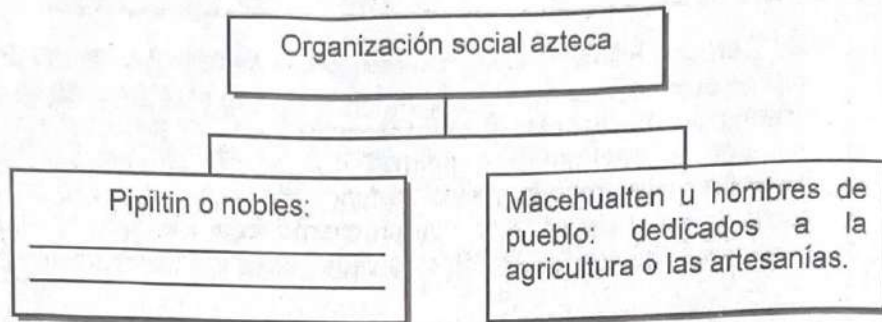 Organización social azteca
Pipiltin o nobles:
Macehualten u hombres de
pueblo: dedicados a la
agricultura o las artesanías.